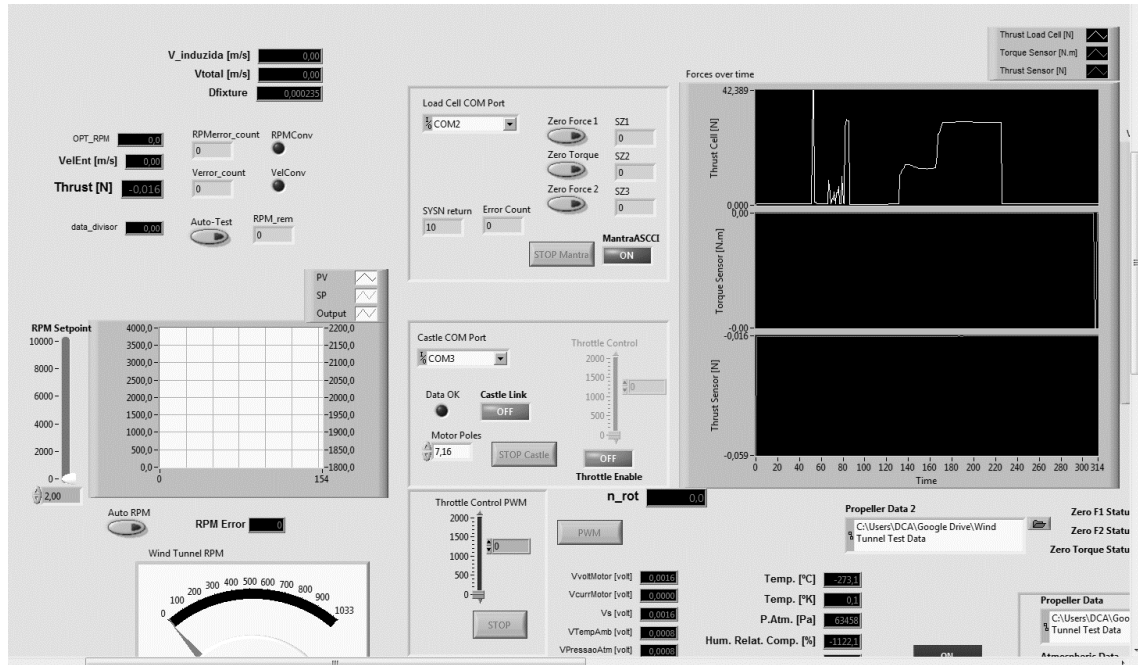 V_induzida [m/s] 0,00
Vtotal [m/s] 0,00
Dfixture 0,000235
OPT_RPM 0,0
VelEnt [m/s] 0,00
Thrust [N] -0,016
data_divisor 0,00
RPMerror_count RPMConv
0
Verror_count VelConv
0
Auto-Test RPM_rem
0
Load Cell COM Port
COM2
Zero Force 1 SZ1
0
Zero Torque SZ2
0
Zero Force 2 SZ3
0
SYSN return Error Count
10 0
MantraASCCI
STOP Mantra ON
Thrust Load Cell [N]
Torque Sensor [N.m]
Thrust Sensor [N]
Forces over time
42,389
Thrust Cell [N]
0,000
0,00
Torque Sensor [N.m]
-0,00
-0,016
Thrust Sensor [N]
-0,059
0 20 40 60 80 100 120 140 160 180 200 220 240 260 280 300 314
Time
PV
SP
Output
RPM Setpoint
10000
8000
6000
4000
2000
0
2,00
4000,0 2200,0
3500,0 2150,0
3000,0 2100,0
2500,0 2050,0
2000,0 2000,0
1500,0 1950,0
1000,0 1900,0
500,0 1850,0
0,0 1800,0
0 154
Auto RPM
RPM Error 0
Wind Tunnel RPM
0 100 200 300 400 500 600 700 800 900 1033
Castle COM Port
COM3
Data OK Castle Link
OFF
Motor Poles
7,16
STOP Castle
Throttle Control
2000
1500
1000
500
0
0
OFF
Throttle Enable
Throttle Control PWM
2000
1500
1000
500
0
0
STOP
n_rot 0,0
PWM
VvoltMotor [volt] 0,0016
VcurrMotor [volt] 0,0000
Vs [volt] 0,0016
VTempAmb [volt] 0,0008
VPressaoAtm [volt] 0,0008
Temp. [ºC] -273,1
Temp. [ºK] 0,1
P.Atm. [Pa] 63458
Hum. Relat. Comp. [%] -1122,1
ON
Propeller Data 2
C:\Users\DCA\Google Drive\Wind
Tunnel Test Data
Zero F1 Statu
Zero F2 Statu
Zero Torque Statu
Propeller Data
C:\Users\DCA\Goo
Tunnel Test Data
Atmospheric Data